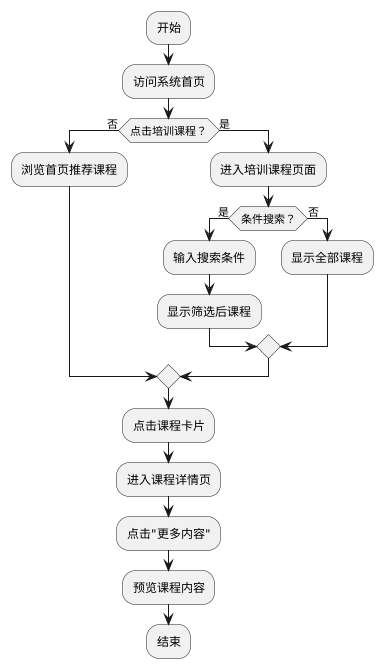 开始
访问系统首页
点击培训课程？
否
是
浏览首页推荐课程
进入培训课程页面
条件搜索？
是
否
输入搜索条件
显示全部课程
显示筛选后课程
点击课程卡片
进入课程详情页
点击"更多内容"
预览课程内容
结束